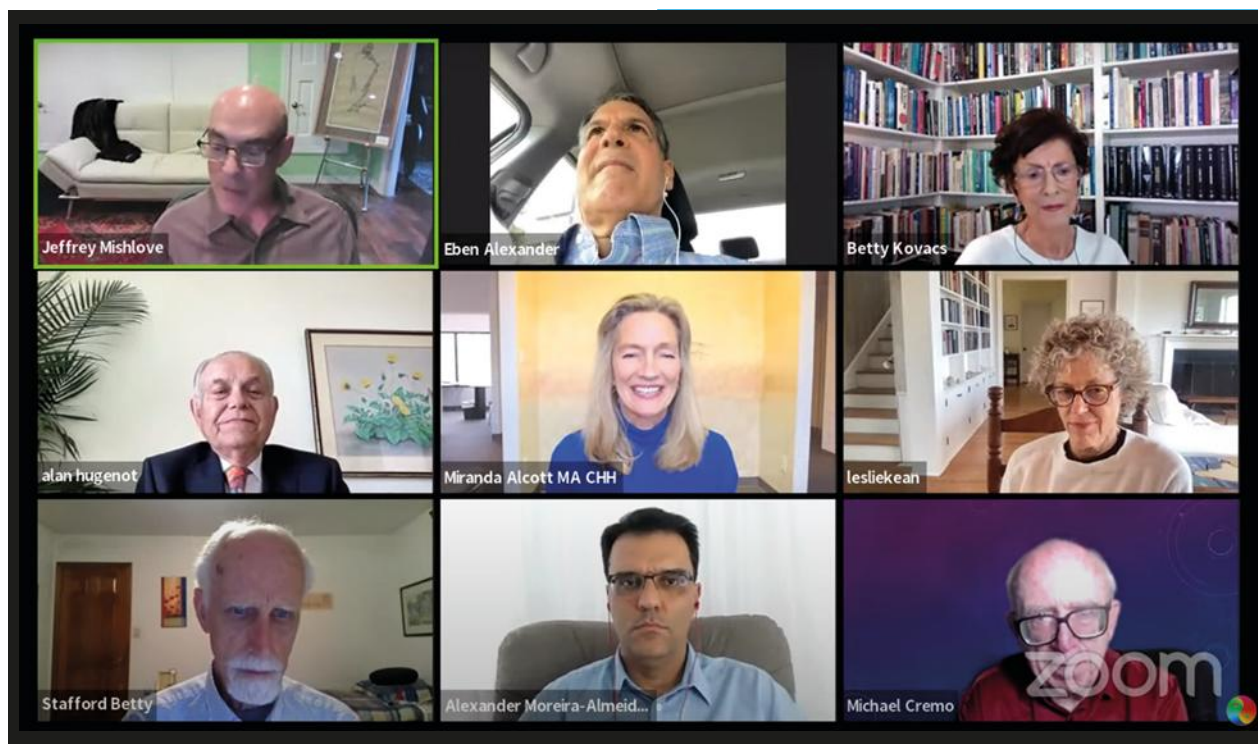 Jeffrey Mishlove
Eben Alexander
Betty Kovacs
alan hugenot
Miranda Alcott MA CHH
lesliekean
Stafford Betty
Alexander Moreira-Almeid...
Michael Cremo
zoom